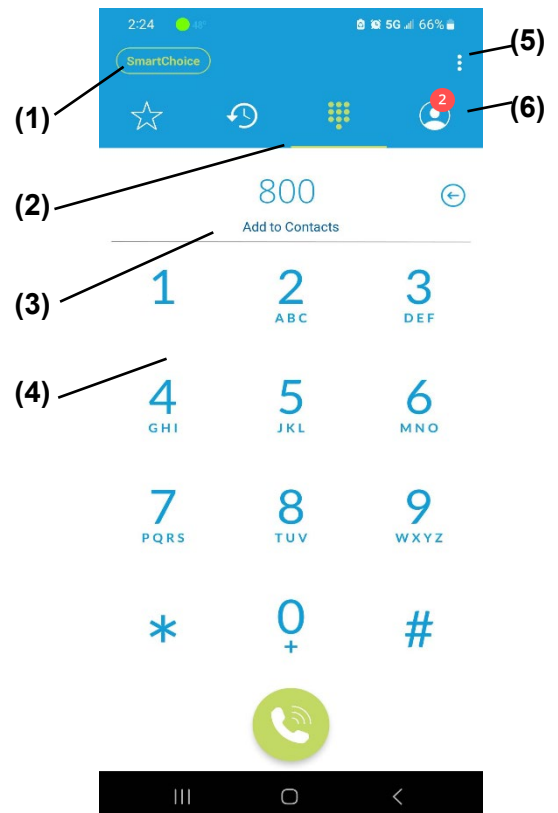 2:24 48° 5G 66%
(5)
SmartChoice
(6)
2
(1)
(2)
800
Add to Contacts
(3)
1 2 3
ABC DEF
(4)
4 5 6
GHI JKL MNO
7 8 9
PQRS TUV WXYZ
* 0 #
+